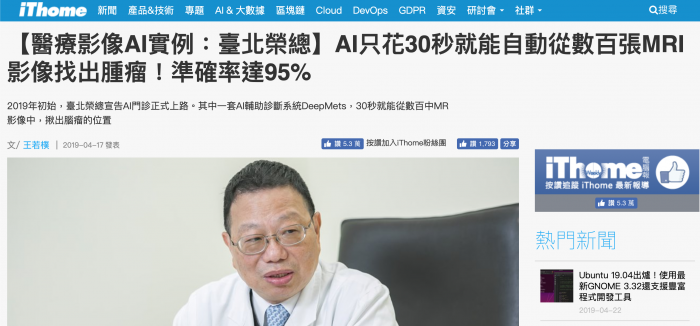 iThome 新聞 產品&技術 專題 AI & 大數據 區塊鏈 Cloud DevOps GDPR 資安 研討會 社群 搜尋
【醫療影像AI實例：臺北榮總】AI只花30秒就能自動從數百張MRI
影像找出腫瘤！準確率達95%
2019年初始，臺北榮總宣告AI門診正式上路。其中一套AI輔助診斷系統DeepMets，30秒就能從數百中MR
影像中，揪出腦瘤的位置
文/ 王若樸 | 2019-04-17 發表
讚 5.3 萬 按讚加入iThome粉絲團 讚 1,793 分享
iThome 電腦報
按讚追蹤 iThome 最新報導
讚 5.3 萬
熱門新聞
Ubuntu 19.04出爐！使用最
新GNOME 3.32還支援豐富
程式開發工具
2019-04-22